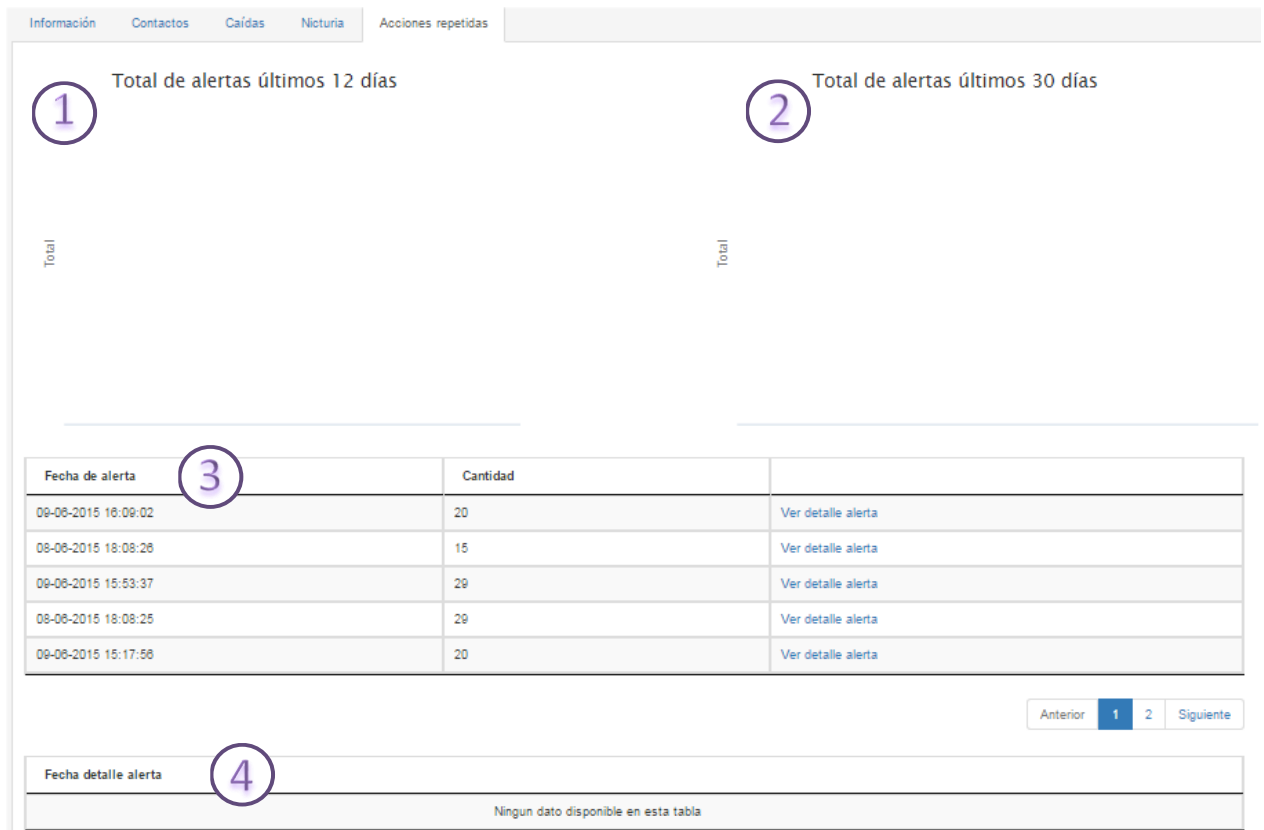 Información Contactos Caídas Nicturia Acciones repetidas
Total de alertas últimos 12 días
1
Total
Total de alertas últimos 30 días
2
Total
Fecha de alerta 3 Cantidad
09-06-2015 16:09:02 20 Ver detalle alerta
08-06-2015 18:08:26 15 Ver detalle alerta
09-06-2015 15:53:37 29 Ver detalle alerta
08-06-2015 18:08:25 29 Ver detalle alerta
09-06-2015 15:17:56 20 Ver detalle alerta
Anterior 1 2 Siguiente
Fecha detalle alerta 4
Ningun dato disponible en esta tabla